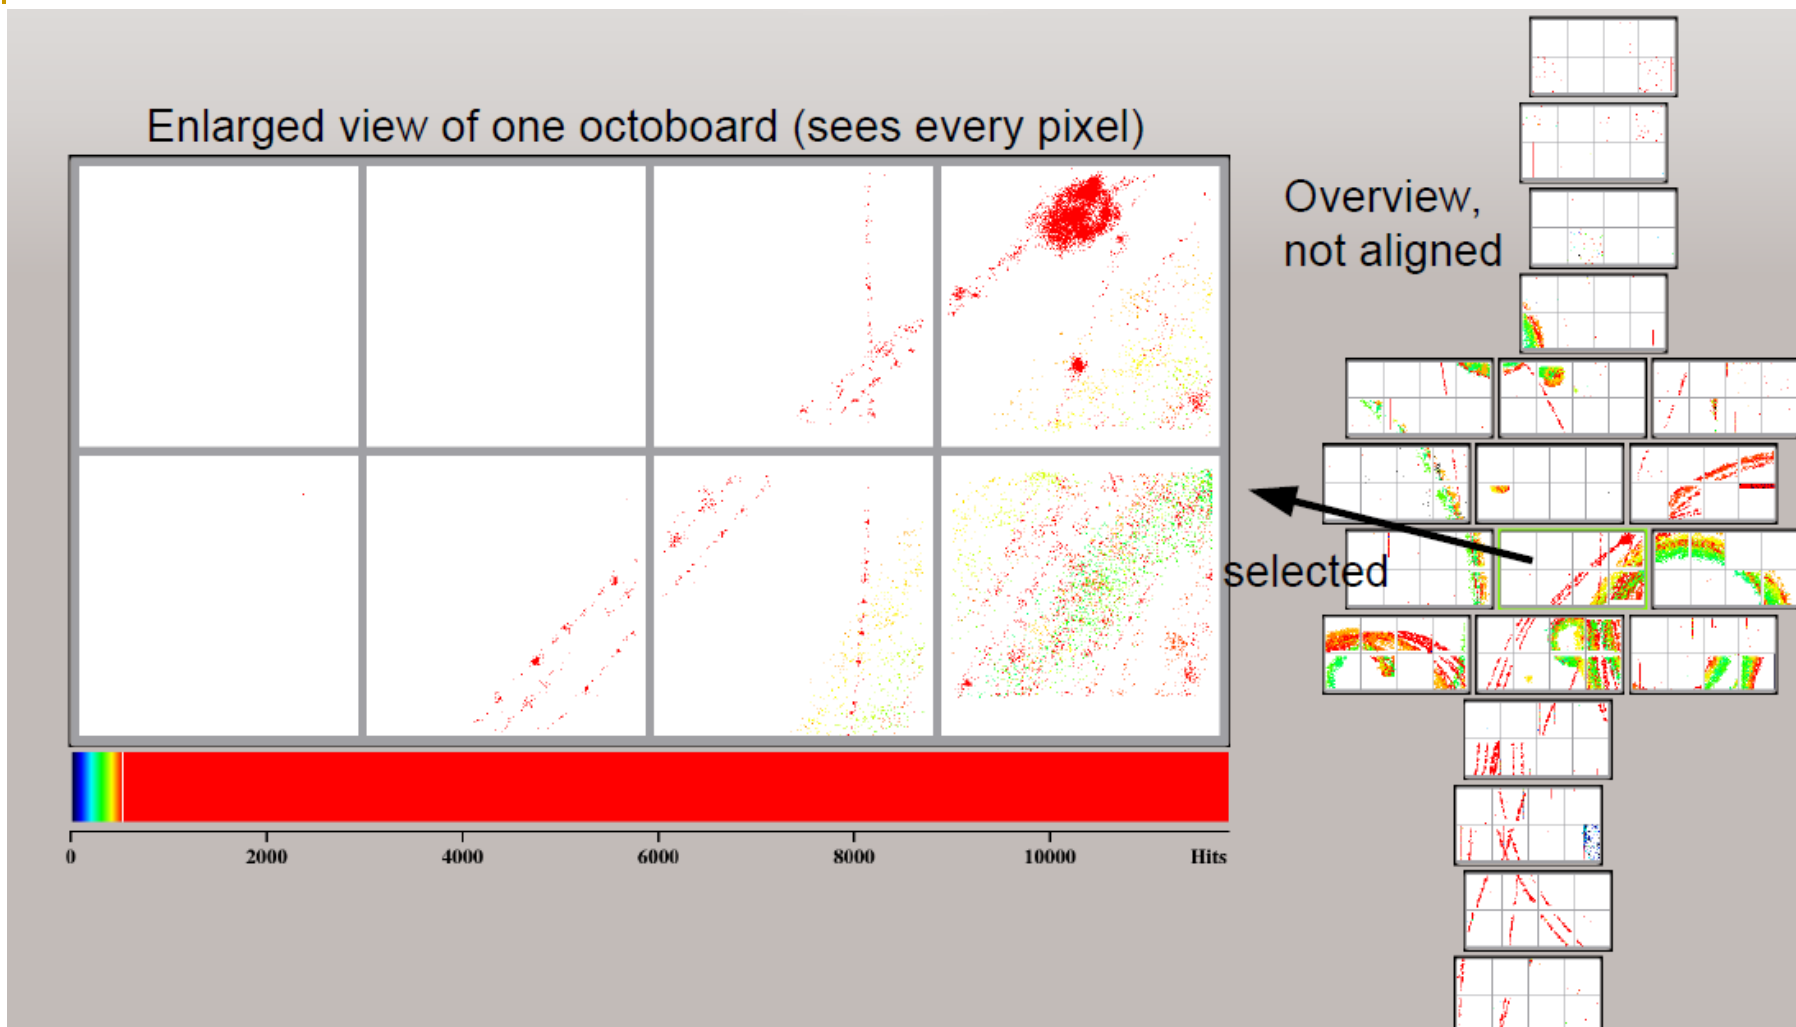 Enlarged view of one octoboard (sees every pixel)
Overview,
not aligned
selected
0 2000 4000 6000 8000 10000 Hits